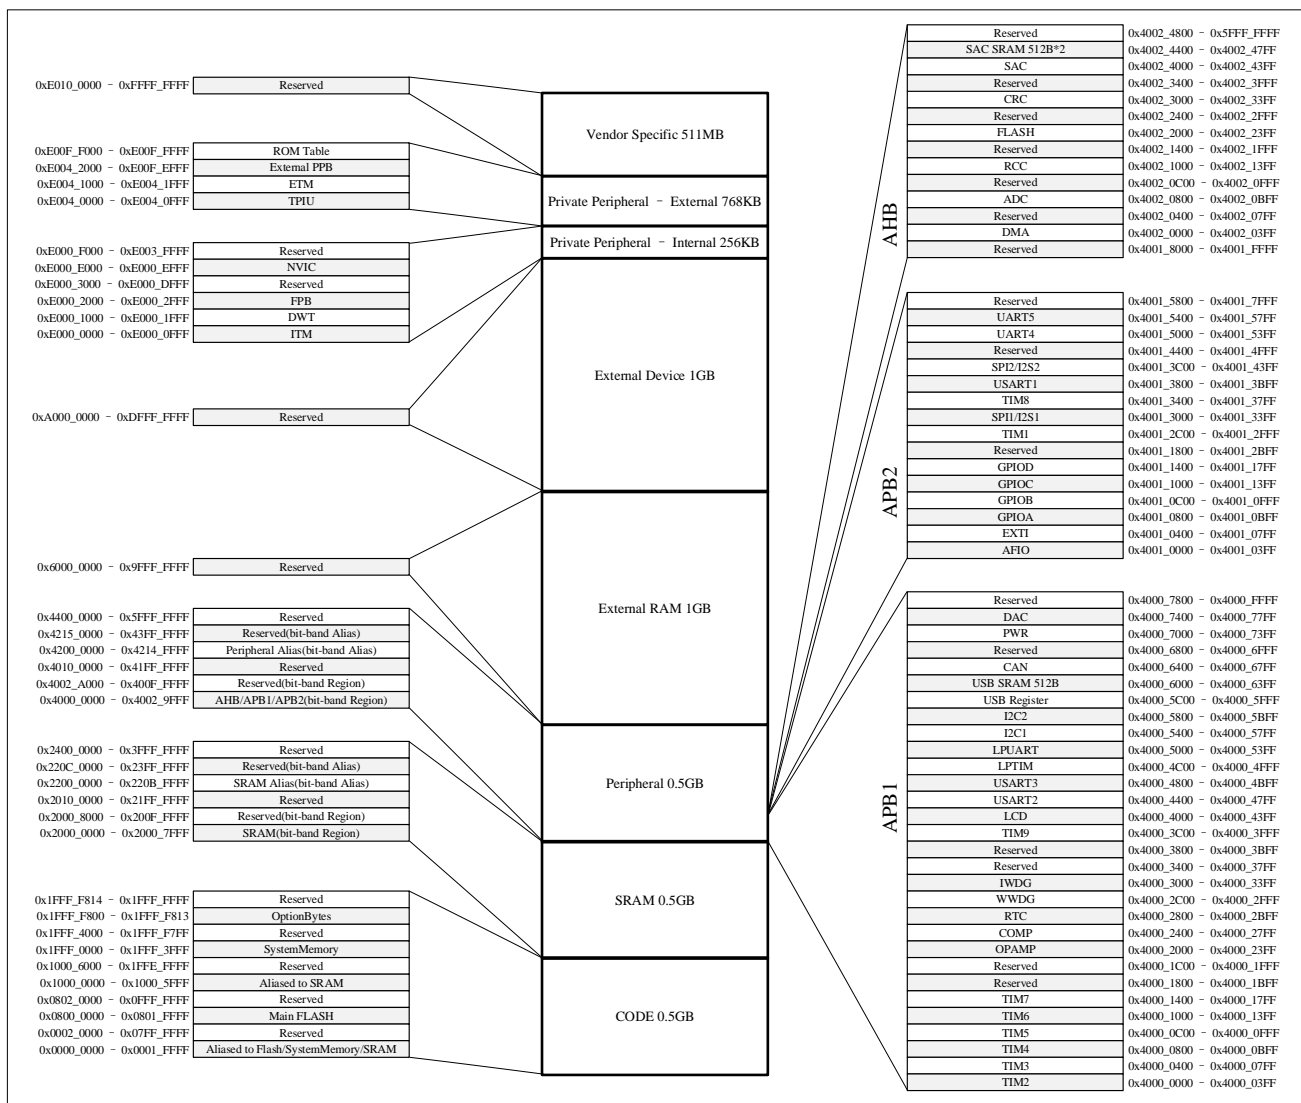 0xE010_0000 - 0xFFFF_FFFF Reserved
0xE00F_F000 - 0xE00F_FFFF ROM Table
0xE004_2000 - 0xE00F_EFFF External PPB
0xE004_1000 - 0xE004_1FFF ETM
0xE004_0000 - 0xE004_0FFF TPIU
0xE000_F000 - 0xE003_FFFF Reserved
0xE000_E000 - 0xE000_EFFF NVIC
0xE000_3000 - 0xE000_DFFF Reserved
0xE000_2000 - 0xE000_2FFF FPB
0xE000_1000 - 0xE000_1FFF DWT
0xE000_0000 - 0xE000_0FFF ITM
0xA000_0000 - 0xDFFF_FFFF Reserved
0x6000_0000 - 0x9FFF_FFFF Reserved
0x4400_0000 - 0x5FFF_FFFF Reserved
0x4215_0000 - 0x43FF_FFFF Reserved(bit-band Alias)
0x4200_0000 - 0x4214_FFFF Peripheral Alias(bit-band Alias)
0x4010_0000 - 0x41FF_FFFF Reserved
0x4002_A000 - 0x400F_FFFF Reserved(bit-band Region)
0x4000_0000 - 0x4002_9FFF AHB/APB1/APB2(bit-band Region)
0x2400_0000 - 0x3FFF_FFFF Reserved
0x220C_0000 - 0x23FF_FFFF Reserved(bit-band Alias)
0x2200_0000 - 0x220B_FFFF SRAM Alias(bit-band Alias)
0x2010_0000 - 0x21FF_FFFF Reserved
0x2000_8000 - 0x200F_FFFF Reserved(bit-band Region)
0x2000_0000 - 0x2000_7FFF SRAM(bit-band Region)
0x1FFF_F814 - 0x1FFF_FFFF Reserved
0x1FFF_F800 - 0x1FFF_F813 OptionBytes
0x1FFF_4000 - 0x1FFF_F7FF Reserved
0x1FFF_0000 - 0x1FFF_3FFF SystemMemory
0x1000_6000 - 0x1FFE_FFFF Reserved
0x1000_0000 - 0x1000_5FFF Aliased to SRAM
0x0802_0000 - 0x0FFF_FFFF Reserved
0x0800_0000 - 0x0801_FFFF Main FLASH
0x0002_0000 - 0x07FF_FFFF Reserved
0x0000_0000 - 0x0001_FFFF Aliased to Flash/SystemMemory/SRAM
Vendor Specific 511MB
Private Peripheral - External 768KB
Private Peripheral - Internal 256KB
External Device 1GB
External RAM 1GB
Peripheral 0.5GB
SRAM 0.5GB
CODE 0.5GB
AHB
Reserved 0x4002_4800 - 0x5FFF_FFFF
SAC SRAM 512B*2 0x4002_4400 - 0x4002_47FF
SAC 0x4002_4000 - 0x4002_43FF
Reserved 0x4002_3400 - 0x4002_3FFF
CRC 0x4002_3000 - 0x4002_33FF
Reserved 0x4002_2400 - 0x4002_2FFF
FLASH 0x4002_2000 - 0x4002_23FF
Reserved 0x4002_1400 - 0x4002_1FFF
RCC 0x4002_1000 - 0x4002_13FF
Reserved 0x4002_0C00 - 0x4002_0FFF
ADC 0x4002_0800 - 0x4002_0BFF
Reserved 0x4002_0400 - 0x4002_07FF
DMA 0x4002_0000 - 0x4002_03FF
Reserved 0x4001_8000 - 0x4001_FFFF
APB2
Reserved 0x4001_5800 - 0x4001_7FFF
UART5 0x4001_5400 - 0x4001_57FF
UART4 0x4001_5000 - 0x4001_53FF
Reserved 0x4001_4400 - 0x4001_4FFF
SPI2/I2S2 0x4001_3C00 - 0x4001_43FF
USART1 0x4001_3800 - 0x4001_3BFF
TIM8 0x4001_3400 - 0x4001_37FF
SPI1/I2S1 0x4001_3000 - 0x4001_33FF
TIM1 0x4001_2C00 - 0x4001_2FFF
Reserved 0x4001_1800 - 0x4001_2BFF
GPIOD 0x4001_1400 - 0x4001_17FF
GPIOC 0x4001_1000 - 0x4001_13FF
GPIOB 0x4001_0C00 - 0x4001_0FFF
GPIOA 0x4001_0800 - 0x4001_0BFF
EXTI 0x4001_0400 - 0x4001_07FF
AFIO 0x4001_0000 - 0x4001_03FF
APB1
Reserved 0x4000_7800 - 0x4000_FFFF
DAC 0x4000_7400 - 0x4000_77FF
PWR 0x4000_7000 - 0x4000_73FF
Reserved 0x4000_6800 - 0x4000_6FFF
CAN 0x4000_6400 - 0x4000_67FF
USB SRAM 512B 0x4000_6000 - 0x4000_63FF
USB Register 0x4000_5C00 - 0x4000_5FFF
I2C2 0x4000_5800 - 0x4000_5BFF
I2C1 0x4000_5400 - 0x4000_57FF
LPUART 0x4000_5000 - 0x4000_53FF
LPTIM 0x4000_4C00 - 0x4000_4FFF
USART3 0x4000_4800 - 0x4000_4BFF
USART2 0x4000_4400 - 0x4000_47FF
LCD 0x4000_4000 - 0x4000_43FF
TIM9 0x4000_3C00 - 0x4000_3FFF
Reserved 0x4000_3800 - 0x4000_3BFF
Reserved 0x4000_3400 - 0x4000_37FF
IWDG 0x4000_3000 - 0x4000_33FF
WWDG 0x4000_2C00 - 0x4000_2FFF
RTC 0x4000_2800 - 0x4000_2BFF
COMP 0x4000_2400 - 0x4000_27FF
OPAMP 0x4000_2000 - 0x4000_23FF
Reserved 0x4000_1C00 - 0x4000_1FFF
Reserved 0x4000_1800 - 0x4000_1BFF
TIM7 0x4000_1400 - 0x4000_17FF
TIM6 0x4000_1000 - 0x4000_13FF
TIM5 0x4000_0C00 - 0x4000_0FFF
TIM4 0x4000_0800 - 0x4000_0BFF
TIM3 0x4000_0400 - 0x4000_07FF
TIM2 0x4000_0000 - 0x4000_03FF